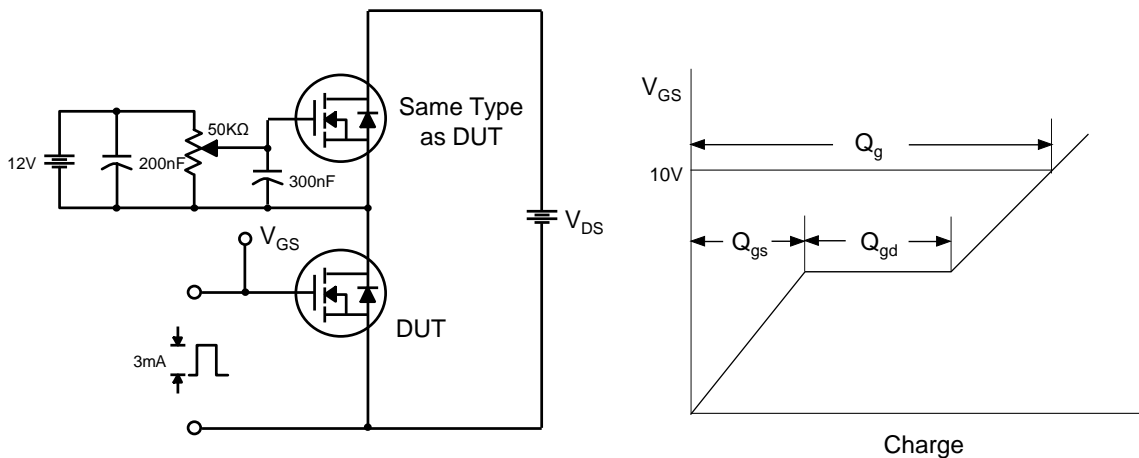 12V
200nF
50KΩ
300nF
Same Type
as DUT
V_DS
V_GS
DUT
3mA
V_GS
10V
Q_g
Q_gs
Q_gd
Charge